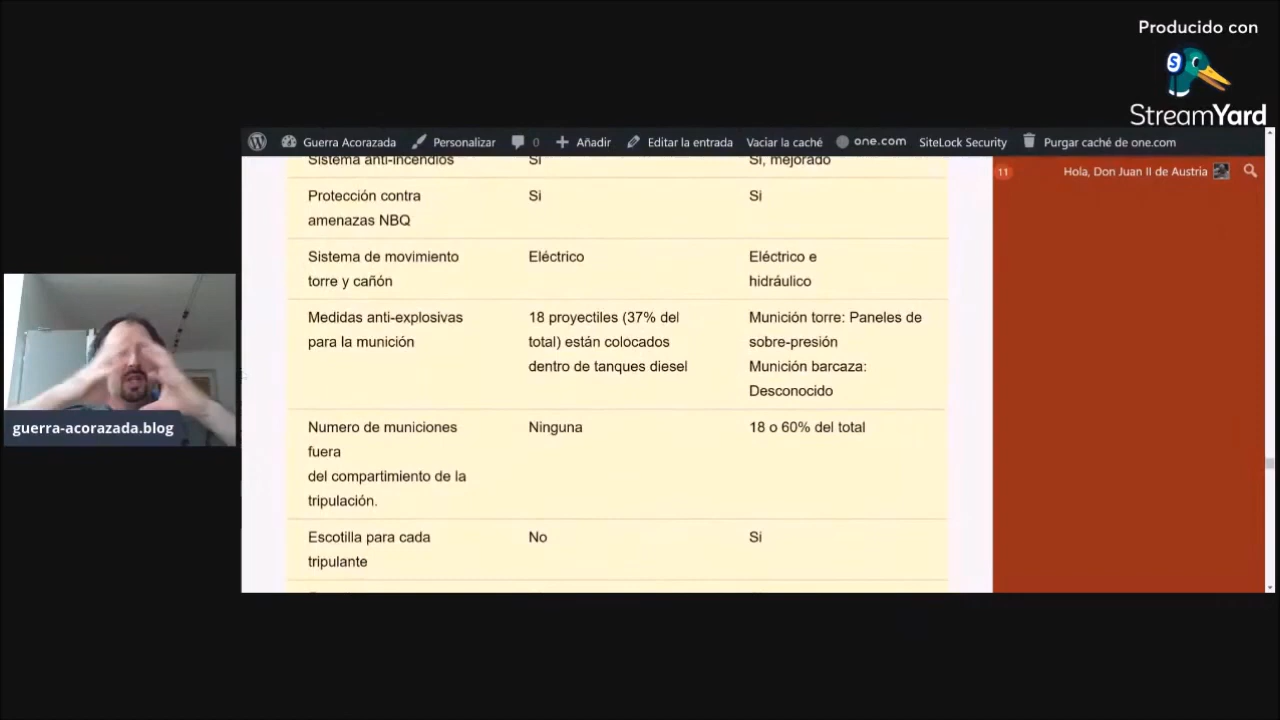 Producido con
StreamYard
Guerra Acorazada Personalizar 0 Añadir Editar la entrada Vaciar la caché one.com SiteLock Security Purgar caché de one.com
11 Hola, Don Juan II de Austria
Sistema anti-incendios Si Si, mejorado
Protección contra Si Si
amenazas NBQ
Sistema de movimiento Eléctrico Eléctrico e
torre y cañón hidráulico
Medidas anti-explosivas 18 proyectiles (37% del Munición torre: Paneles de
para la munición total) están colocados sobre-presión
dentro de tanques diesel Munición barcaza:
Desconocido
Numero de municiones Ninguna 18 o 60% del total
fuera
del compartimiento de la
tripulación.
Escotilla para cada No Si
tripulante
guerra-acorazada.blog